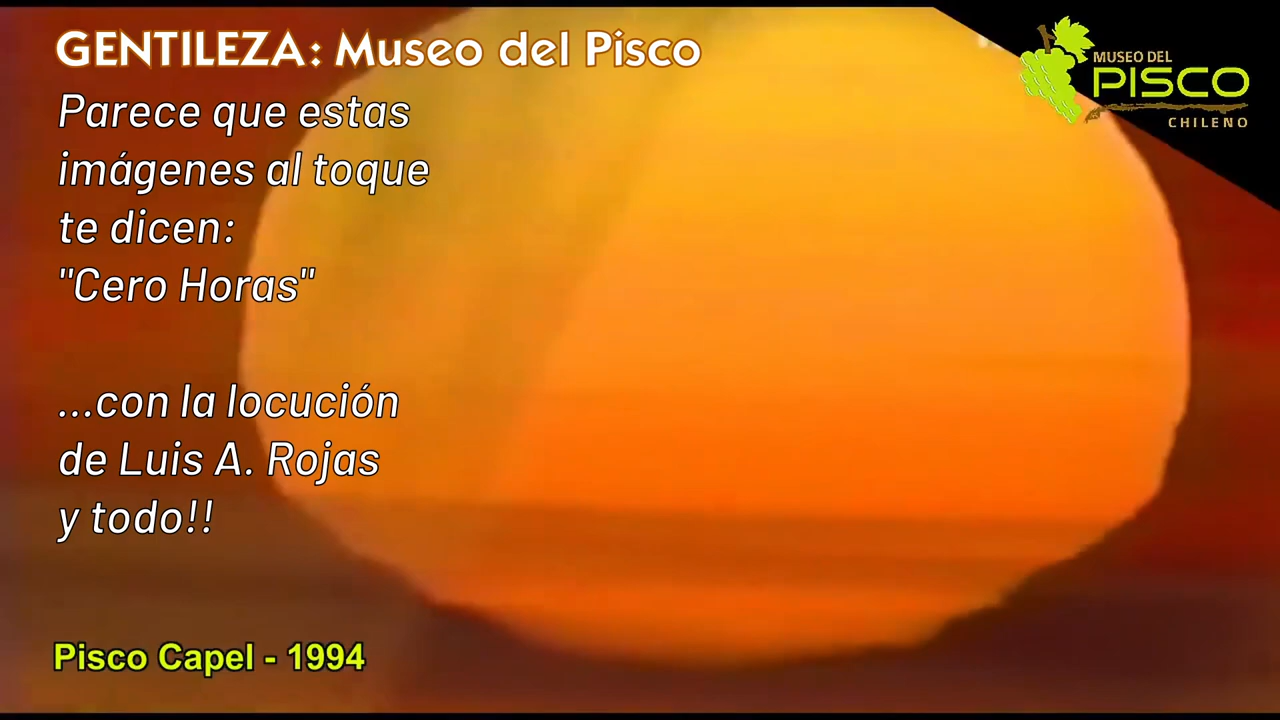 GENTILEZA: Museo del Pisco
MUSEO DEL
PISCO
CHILENO
Parece que estas
imágenes al toque
te dicen:
"Cero Horas"
...con la locución
de Luis A. Rojas
y todo!!
Pisco Capel - 1994